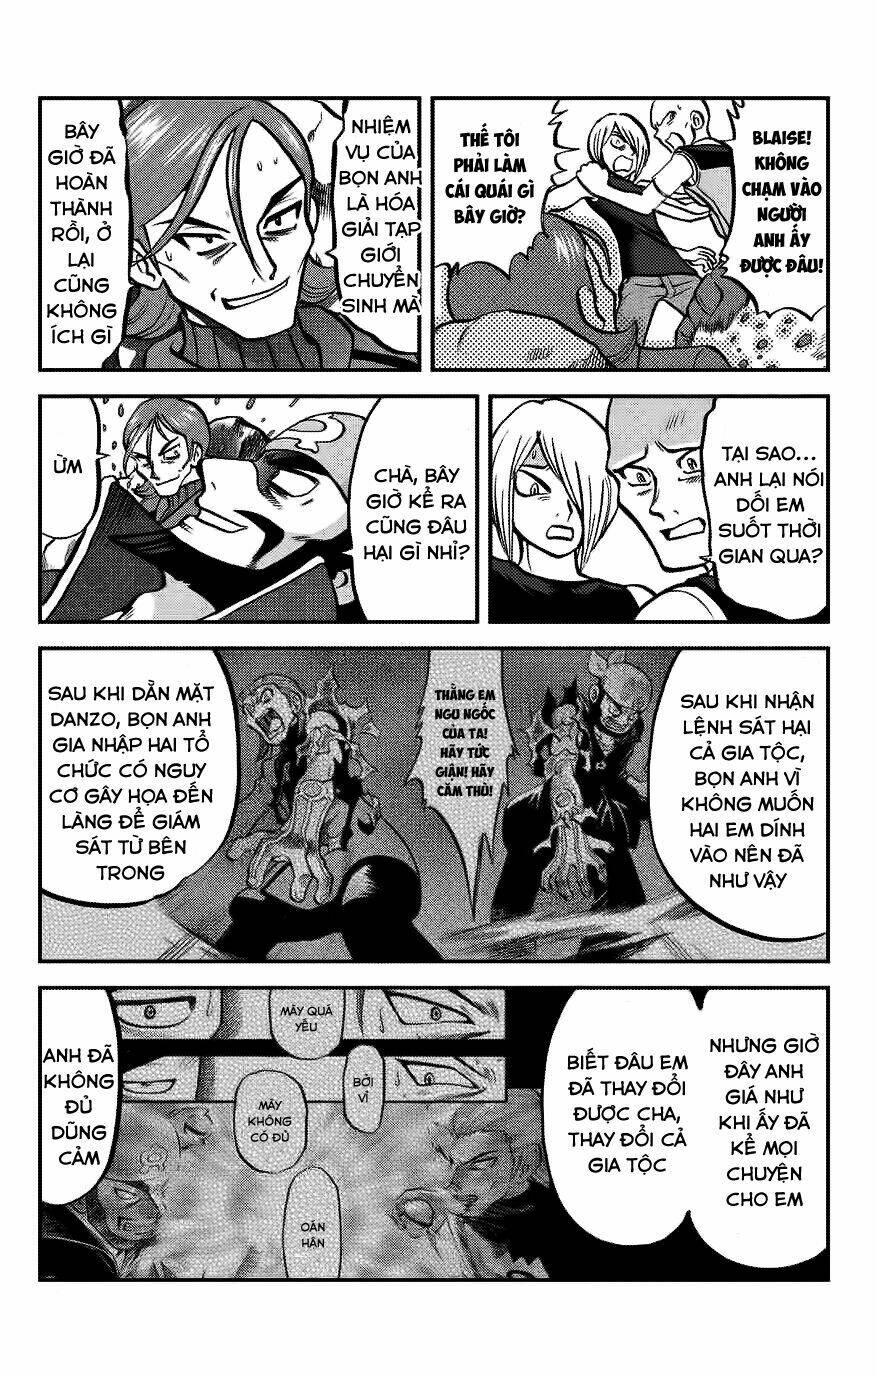 BLAISE!
KHÔNG
CHẠM VÀO
NGƯỜI
ANH ẤY
ĐƯỢC ĐÂU!
THẾ TÔI
PHẢI LÀM
CÁI QUÁI GÌ
BÂY GIỜ?
NHIỆM
VỤ CỦA
BỌN ANH
LÀ HÓA
GIẢI TẠP
GIỚI
CHUYỂN
SINH MÀ
BÂY
GIỜ ĐÃ
HOÀN
THÀNH
RỒI, Ở
LẠI
CŨNG
KHÔNG
ÍCH GÌ
TẠI SAO...
ANH LẠI NÓI
DỐI EM
SUỐT THỜI
GIAN QUA?
CHÀ, BÂY
GIỜ KỂ RA
CŨNG ĐÂU
HẠI GÌ NHỈ?
ỪM
SAU KHI NHẬN
LỆNH SÁT HẠI
CẢ GIA TỘC,
BỌN ANH VÌ
KHÔNG MUỐN
HAI EM DÍNH
VÀO NÊN ĐÃ
NHƯ VẬY
THẰNG EM
NGU NGỐC
CỦA TA!
HÃY TỨC
GIẬN! HÃY
CĂM THÙ!
SAU KHI DẰN MẶT
DANZO, BỌN ANH
GIA NHẬP HAI TỔ
CHỨC CÓ NGUY
CƠ GÂY HỌA ĐẾN
LÀNG ĐỂ GIÁM
SÁT TỪ BÊN
TRONG
NHƯNG GIỜ
ĐÂY ANH
GIÁ NHƯ
KHI ẤY ĐÃ
KỂ MỌI
CHUYỆN
CHO EM
BIẾT ĐÂU EM
ĐÃ THAY ĐỔI
ĐƯỢC CHA,
THAY ĐỔI CẢ
GIA TỘC
MÀY QUÁ
YẾU
BỞI
VÌ
MÀY
KHÔNG
CÓ ĐỦ
OÁN
HẬN
ANH ĐÃ
KHÔNG
ĐỦ
DŨNG
CẢM